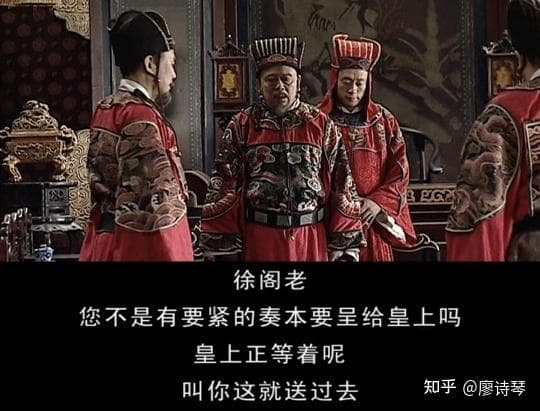 徐阁老
您不是有要紧的奏本要呈给皇上吗
皇上正等着呢
叫你这就送过去
知乎 @廖诗琴